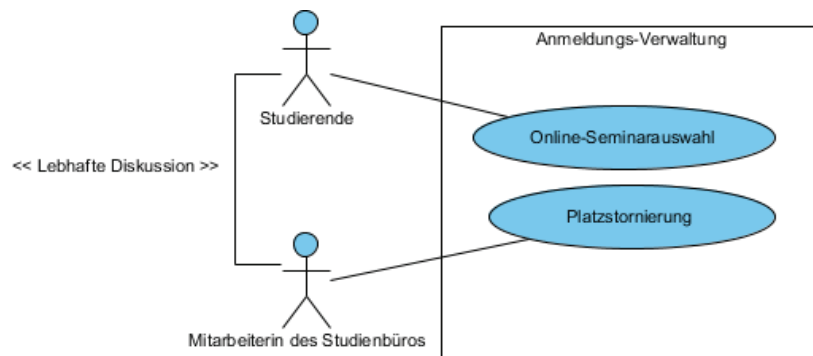 Anmeldungs-Verwaltung
Studierende
Online-Seminarauswahl
<< Lebhafte Diskussion >>
Platzstornierung
Mitarbeiterin des Studienbüros